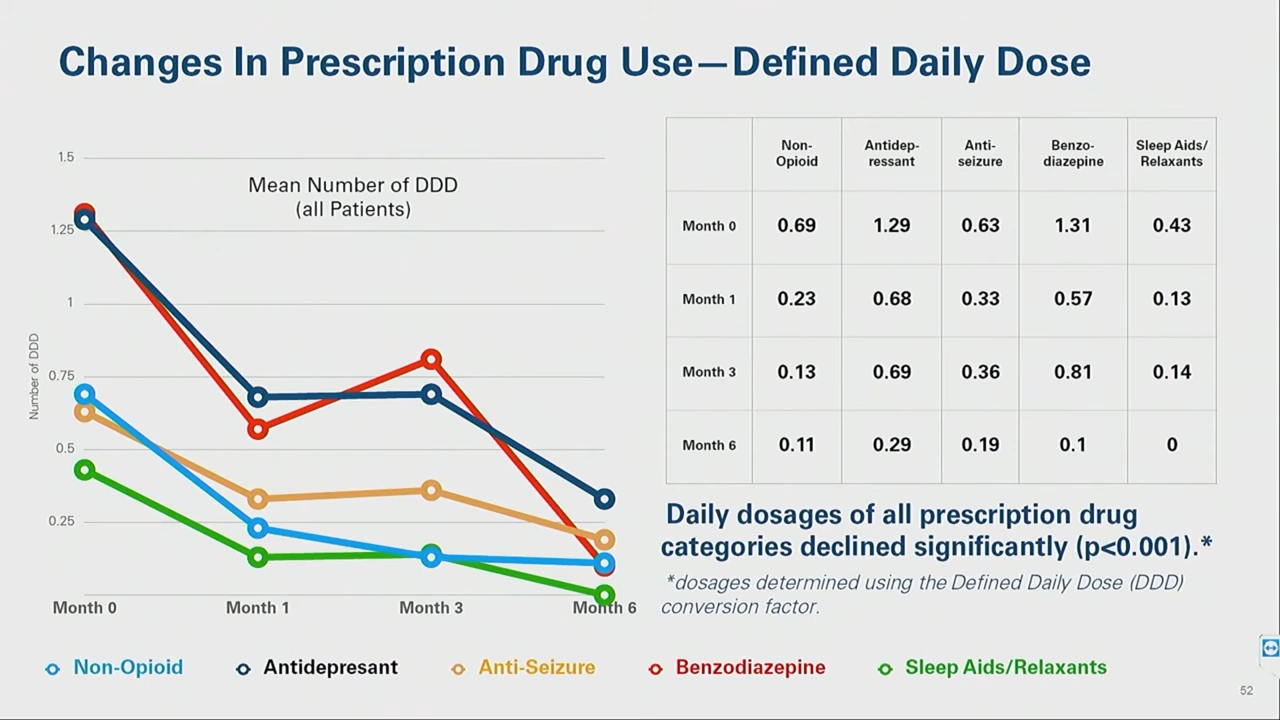 Changes In Prescription Drug Use—Defined Daily Dose
Mean Number of DDD
(all Patients)
Number of DDD
1.5
1.25
1
0.75
0.5
0.25
Month 0 Month 1 Month 3 Month 6
Non-Opioid Antidepresant Anti-Seizure Benzodiazepine Sleep Aids/Relaxants
Non- Antidep- Anti- Benzo- Sleep Aids/
Opioid ressant seizure diazepine Relaxants
Month 0 0.69 1.29 0.63 1.31 0.43
Month 1 0.23 0.68 0.33 0.57 0.13
Month 3 0.13 0.69 0.36 0.81 0.14
Month 6 0.11 0.29 0.19 0.1 0
Daily dosages of all prescription drug
categories declined significantly (p<0.001).*
*dosages determined using the Defined Daily Dose (DDD)
conversion factor.
52